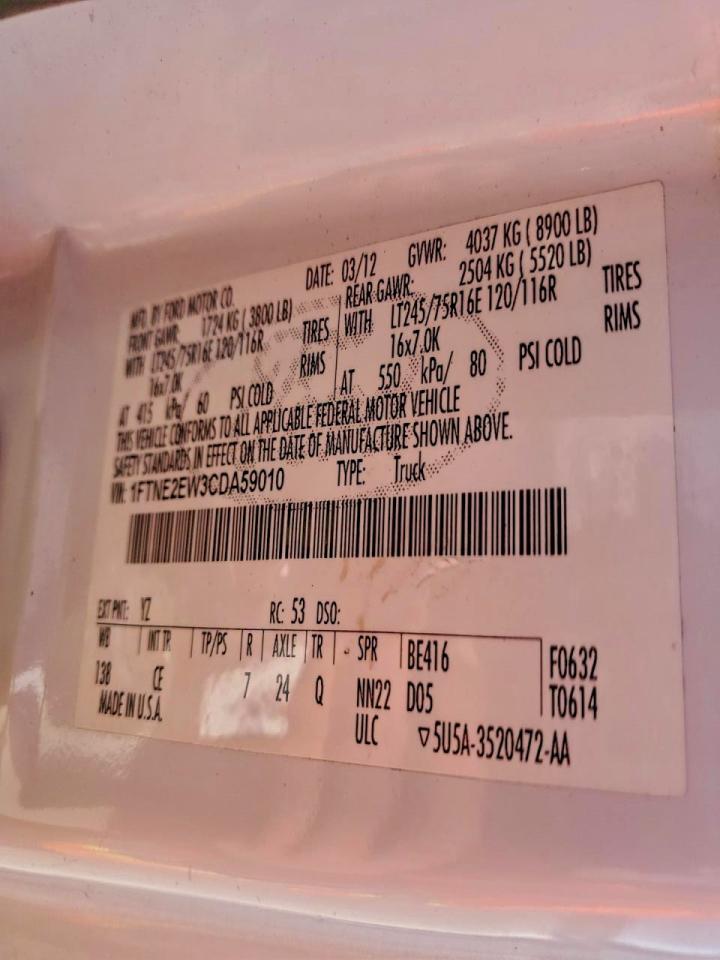 MFD. BY FORD MOTOR CO.
DATE: 03/12 GVWR: 4037 KG ( 8900 LB)
FRONT GAWR: 1724 KG ( 3800 LB)
WITH LT245/75R16E 120/116R TIRES
16x7.0K RIMS
AT 415 kPa/ 60 PSI COLD
REAR GAWR: 2504 KG ( 5520 LB)
WITH LT245/75R16E 120/116R TIRES
16x7.0K RIMS
AT 550 kPa/ 80 PSI COLD
THIS VEHICLE CONFORMS TO ALL APPLICABLE FEDERAL MOTOR VEHICLE
SAFETY STANDARDS IN EFFECT ON THE DATE OF MANUFACTURE SHOWN ABOVE.
VIN: 1FTNE2EW3CDA59010 TYPE: Truck
EXT PNT: YZ RC: 53 DSO:
WB INT TR TP/PS R AXLE TR SPR BE416 F0632
138 CE 7 24 Q NN22 D05 T0614
MADE IN U.S.A. ULC ▽5U5A-3520472-AA